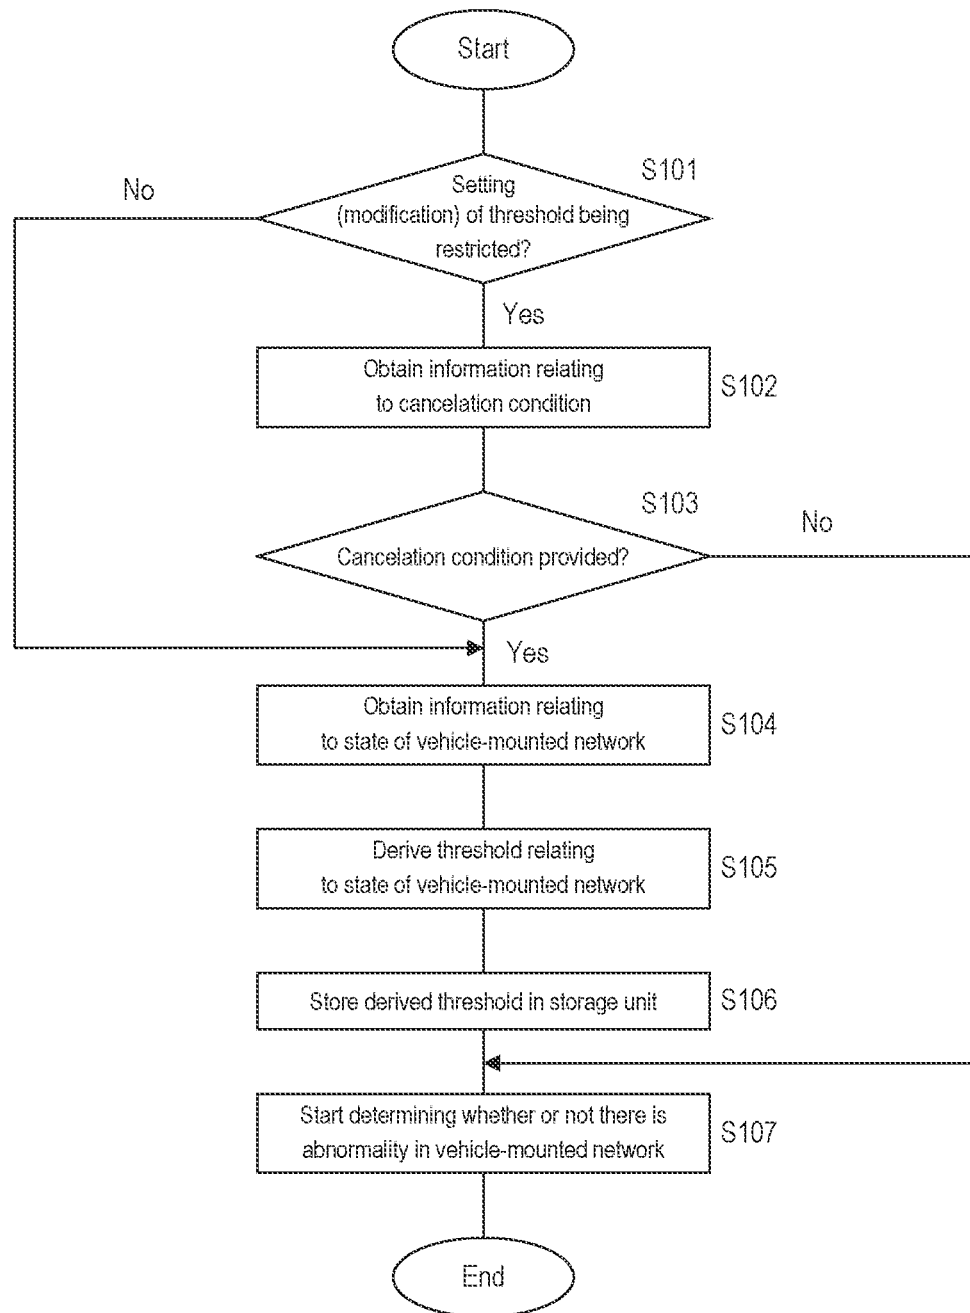 Start
S101
No
Setting
(modification) of threshold being
restricted?
Yes
Obtain information relating
to cancelation condition
S102
S103
No
Cancelation condition provided?
Yes
Obtain information relating
to state of vehicle-mounted network
S104
Derive threshold relating
to state of vehicle-mounted network
S105
Store derived threshold in storage unit
S106
Start determining whether or not there is
abnormality in vehicle-mounted network
S107
End